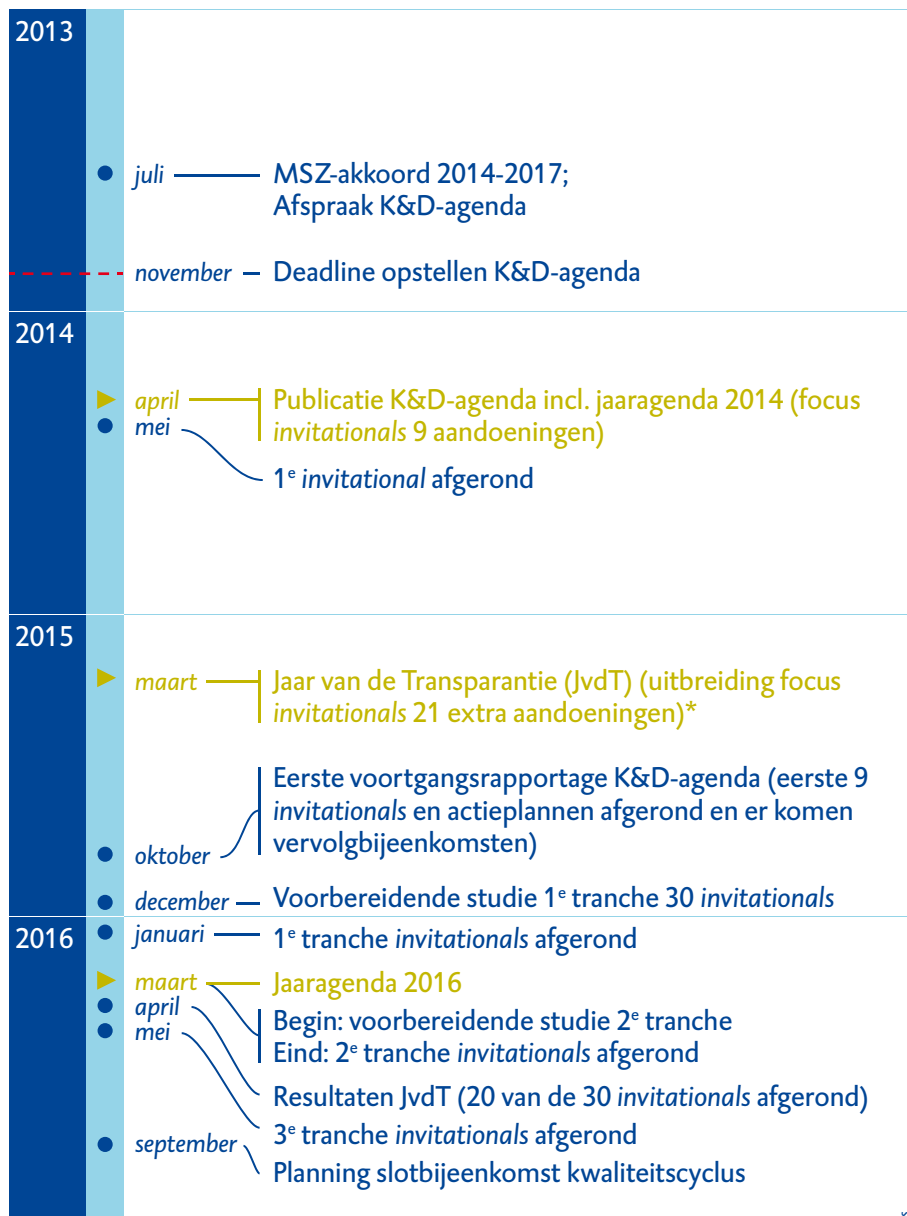 2013
juli
MSZ-akkoord 2014-2017;
Afspraak K&D-agenda
november
Deadline opstellen K&D-agenda
2014
april
Publicatie K&D-agenda incl. jaaragenda 2014 (focus
invitationals 9 aandoeningen)
mei
1e invitational afgerond
2015
maart
Jaar van de Transparantie (JvdT) (uitbreiding focus
invitationals 21 extra aandoeningen)*
oktober
Eerste voortgangsrapportage K&D-agenda (eerste 9
invitationals en actieplannen afgerond en er komen
vervolgbijeenkomsten)
december
Voorbereidende studie 1e tranche 30 invitationals
2016
januari
1e tranche invitationals afgerond
maart
Jaaragenda 2016
Begin: voorbereidende studie 2e tranche
Eind: 2e tranche invitationals afgerond
april
Resultaten JvdT (20 van de 30 invitationals afgerond)
mei
3e tranche invitationals afgerond
september
Planning slotbijeenkomst kwaliteitscyclus